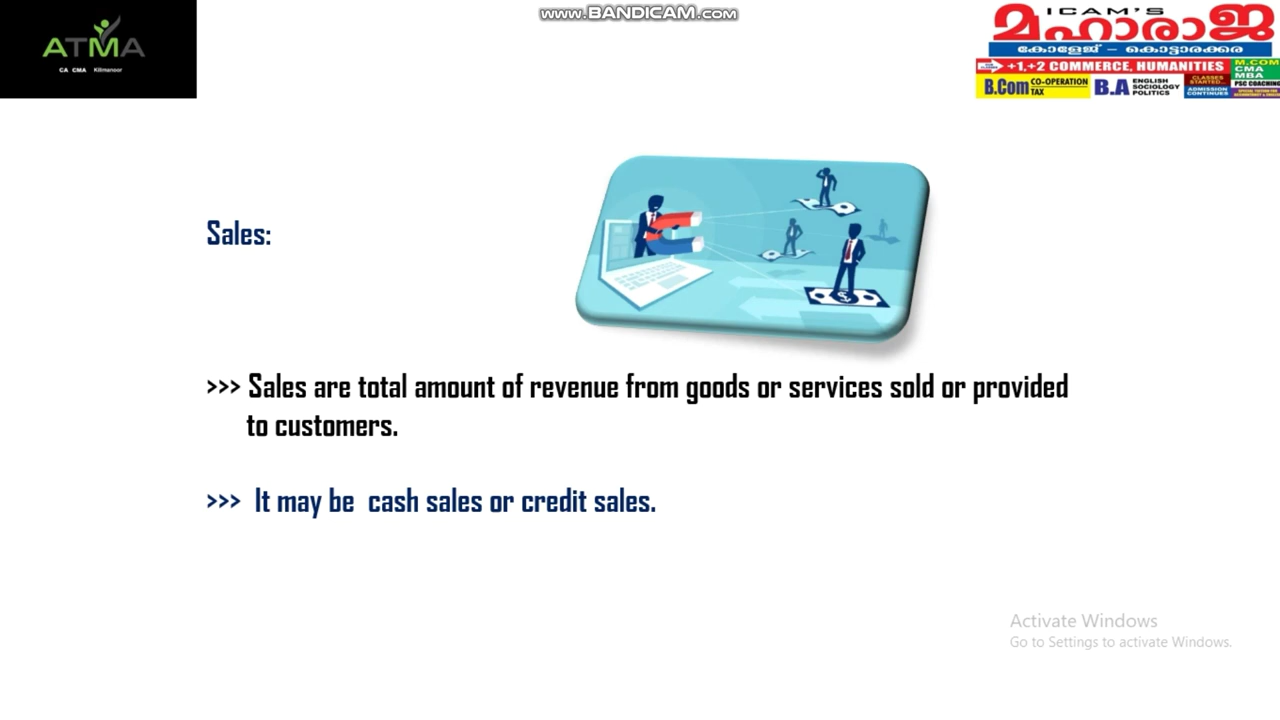 www.BANDICAM.com
ATMA
CA CMA Kilimanoor
ICAM'S
മഹാരാജ
കോളേജ് - കൊട്ടാരക്കര
+1,+2 COMMERCE, HUMANITIES
M.COM
CMA
MBA
PSC COACHING
B.Com CO-OPERATION
TAX
B.A ENGLISH
SOCIOLOGY
POLITICS
CLASSES
STARTED...
ADMISSION
CONTINUES
Sales:
>>> Sales are total amount of revenue from goods or services sold or provided
to customers.
>>> It may be cash sales or credit sales.
Activate Windows
Go to Settings to activate Windows.